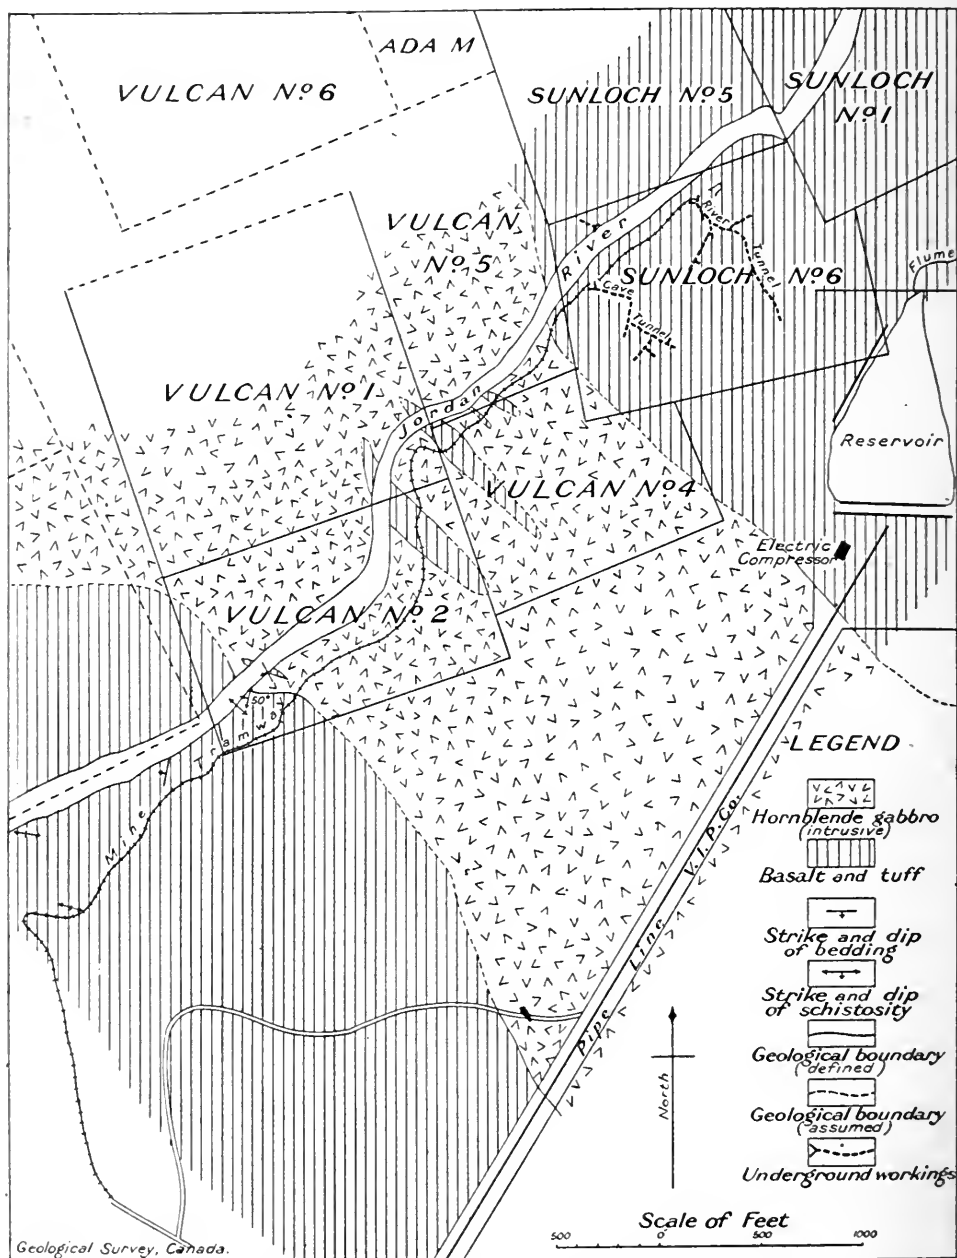 ADA M
VULCAN Nº6
SUNLOCH Nº5
SUNLOCH
Nº1
VULCAN
Nº5
River
River
Tunnel
SUNLOCH Nº6
Flume
Cave
Tunnel
VULCAN Nº1
Jordan
Reservoir
VULCAN Nº4
Electric
Compressor
VULCAN Nº2
50°
Mine
Tramway
LEGEND
Hornblende gabbro
(intrusive)
Basalt and tuff
Strike and dip
of bedding
Strike and dip
of schistosity
Geological boundary
(defined)
Geological boundary
(assumed)
Underground workings
Pipe Line V.I.P. Co.
North
Scale of Feet
500 0 500 1000
Geological Survey, Canada.